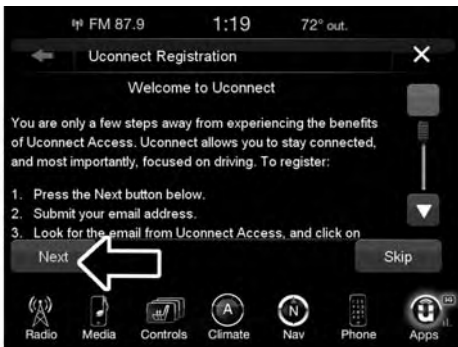 FM 87.9 1:19 72° out.
Uconnect Registration
Welcome to Uconnect
You are only a few steps away from experiencing the benefits
of Uconnect Access. Uconnect allows you to stay connected,
and most importantly, focused on driving. To register:
1. Press the Next button below.
2. Submit your email address.
3. Look for the email from Uconnect Access, and click on
Next Skip
A N 3G
Radio Media Controls Climate Nav Phone Apps